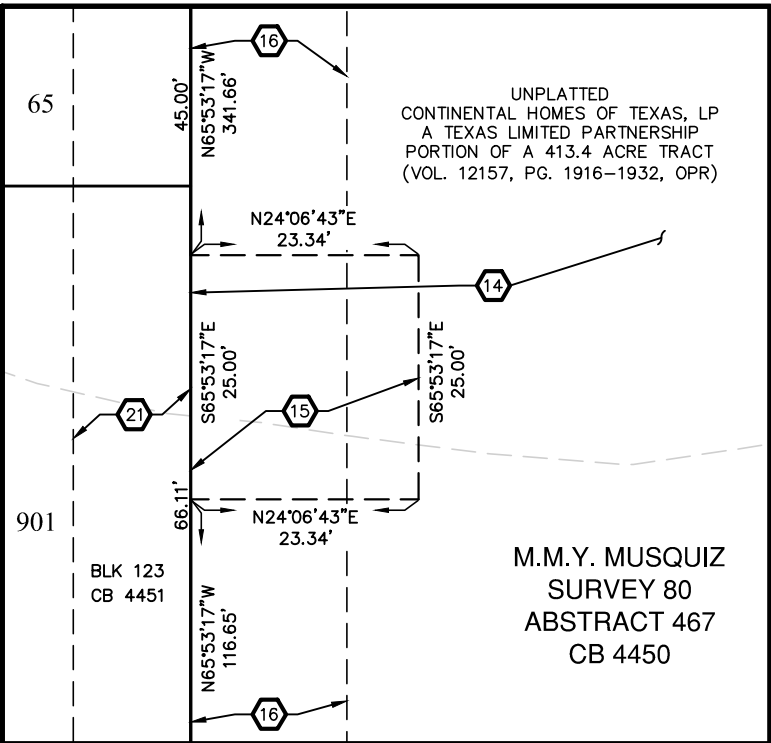 16
65
45.00'
N65°53'17"W
341.66'
UNPLATTED
CONTINENTAL HOMES OF TEXAS, LP
A TEXAS LIMITED PARTNERSHIP
PORTION OF A 413.4 ACRE TRACT
(VOL. 12157, PG. 1916-1932, OPR)
N24°06'43"E
23.34'
14
S65°53'17"E
25.00'
S65°53'17"E
25.00'
21
15
66.11'
901
N24°06'43"E
23.34'
BLK 123
CB 4451
N65°53'17"W
116.65'
M.M.Y. MUSQUIZ
SURVEY 80
ABSTRACT 467
CB 4450
16